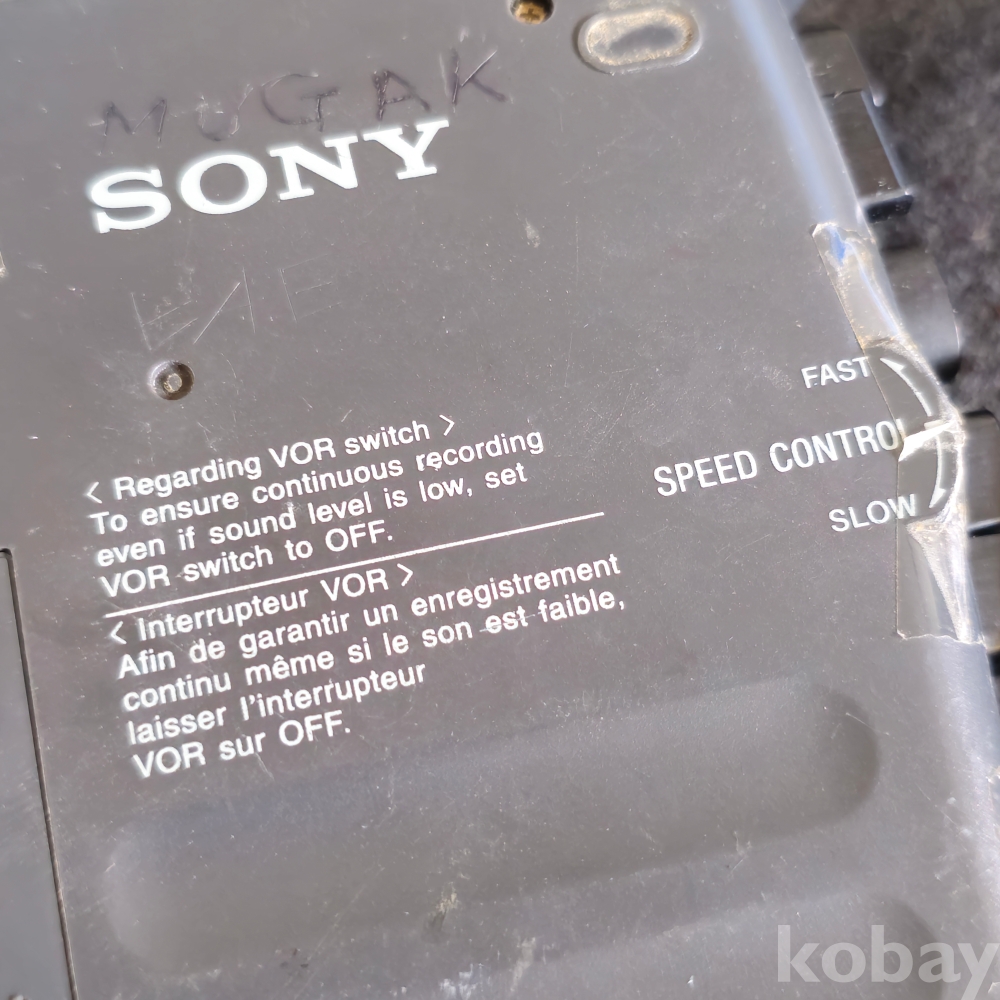 MUGAK
SONY
FAST
SPEED CONTROL
SLOW
< Regarding VOR switch >
To ensure continuous recording
even if sound level is low, set
VOR switch to OFF.
< Interrupteur VOR >
Afin de garantir un enregistrement
continu même si le son est faible,
laisser l'interrupteur
VOR sur OFF.
kobay